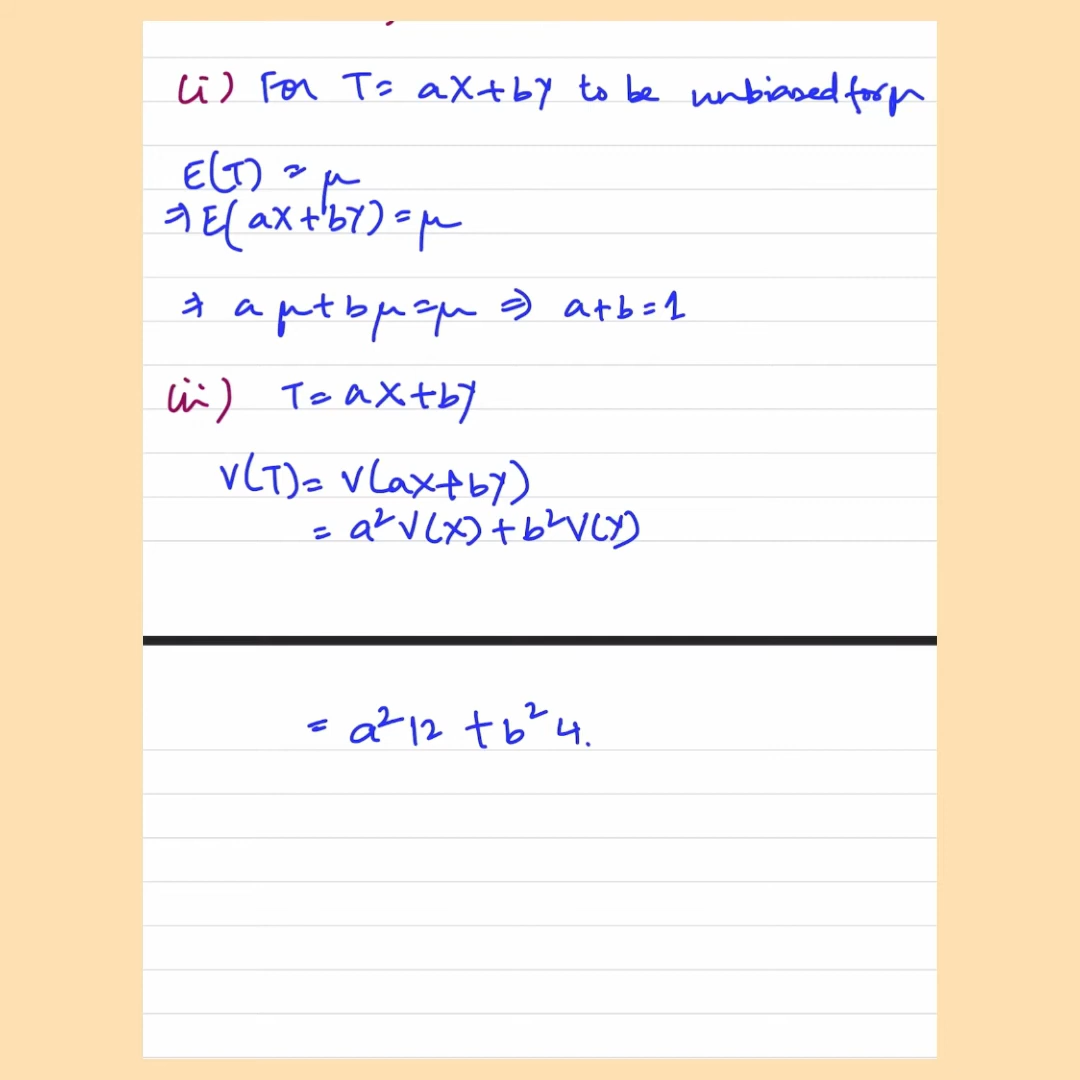 (ii) For T = aX+bY to be unbiased for μ
E(T) = μ
⇒ E(aX+bY) = μ
⇒ aμ+bμ=μ ⇒ a+b=1
(iii) T= aX+bY
V(T)= V(aX+bY)
= a²V(X)+b²V(Y)
= a²12 + b²4.